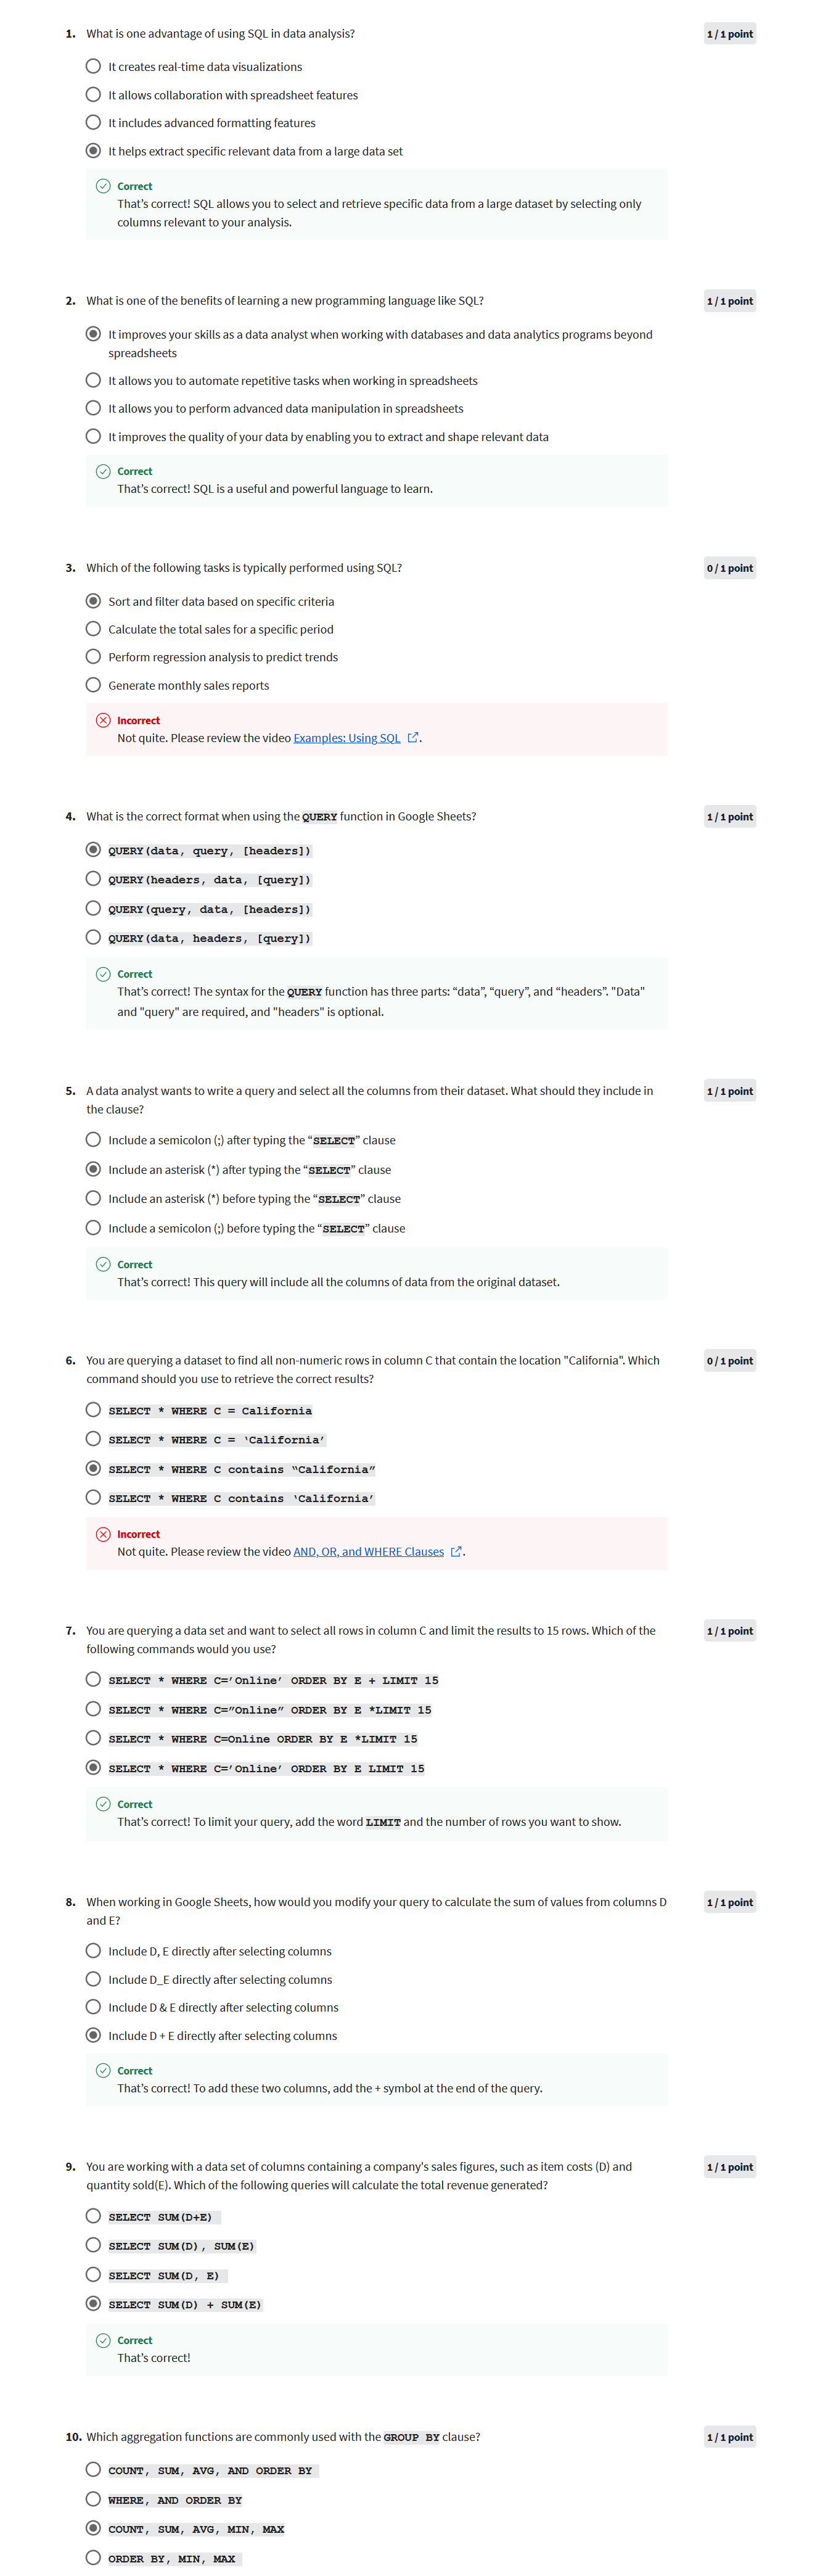 1. What is one advantage of using SQL in data analysis?
1 / 1 point
It creates real-time data visualizations
It allows collaboration with spreadsheet features
It includes advanced formatting features
It helps extract specific relevant data from a large data set
Correct
That's correct! SQL allows you to select and retrieve specific data from a large dataset by selecting only
columns relevant to your analysis.
2. What is one of the benefits of learning a new programming language like SQL?
1 / 1 point
It improves your skills as a data analyst when working with databases and data analytics programs beyond
spreadsheets
It allows you to automate repetitive tasks when working in spreadsheets
It allows you to perform advanced data manipulation in spreadsheets
It improves the quality of your data by enabling you to extract and shape relevant data
Correct
That's correct! SQL is a useful and powerful language to learn.
3. Which of the following tasks is typically performed using SQL?
0 / 1 point
Sort and filter data based on specific criteria
Calculate the total sales for a specific period
Perform regression analysis to predict trends
Generate monthly sales reports
Incorrect
Not quite. Please review the video Examples: Using SQL.
4. What is the correct format when using the QUERY function in Google Sheets?
1 / 1 point
QUERY(data, query, [headers])
QUERY(headers, data, [query])
QUERY(query, data, [headers])
QUERY(data, headers, [query])
Correct
That's correct! The syntax for the QUERY function has three parts: “data”, “query”, and “headers”. "Data"
and "query" are required, and "headers" is optional.
5. A data analyst wants to write a query and select all the columns from their dataset. What should they include in
the clause?
1 / 1 point
Include a semicolon (;) after typing the “SELECT” clause
Include an asterisk (*) after typing the “SELECT” clause
Include an asterisk (*) before typing the “SELECT” clause
Include a semicolon (;) before typing the “SELECT” clause
Correct
That's correct! This query will include all the columns of data from the original dataset.
6. You are querying a dataset to find all non-numeric rows in column C that contain the location "California". Which
command should you use to retrieve the correct results?
0 / 1 point
SELECT * WHERE C = California
SELECT * WHERE C = ‘California’
SELECT * WHERE C contains “California”
SELECT * WHERE C contains ‘California’
Incorrect
Not quite. Please review the video AND, OR, and WHERE Clauses.
7. You are querying a data set and want to select all rows in column C and limit the results to 15 rows. Which of the
following commands would you use?
1 / 1 point
SELECT * WHERE C=’Online’ ORDER BY E + LIMIT 15
SELECT * WHERE C=”Online” ORDER BY E *LIMIT 15
SELECT * WHERE C=Online ORDER BY E *LIMIT 15
SELECT * WHERE C=’Online’ ORDER BY E LIMIT 15
Correct
That's correct! To limit your query, add the word LIMIT and the number of rows you want to show.
8. When working in Google Sheets, how would you modify your query to calculate the sum of values from columns D
and E?
1 / 1 point
Include D, E directly after selecting columns
Include D_E directly after selecting columns
Include D & E directly after selecting columns
Include D + E directly after selecting columns
Correct
That's correct! To add these two columns, add the + symbol at the end of the query.
9. You are working with a data set of columns containing a company's sales figures, such as item costs (D) and
quantity sold(E). Which of the following queries will calculate the total revenue generated?
1 / 1 point
SELECT SUM(D+E)
SELECT SUM(D), SUM(E)
SELECT SUM(D, E)
SELECT SUM(D) + SUM(E)
Correct
That's correct!
10. Which aggregation functions are commonly used with the GROUP BY clause?
1 / 1 point
COUNT, SUM, AVG, AND ORDER BY
WHERE, AND ORDER BY
COUNT, SUM, AVG, MIN, MAX
ORDER BY, MIN, MAX